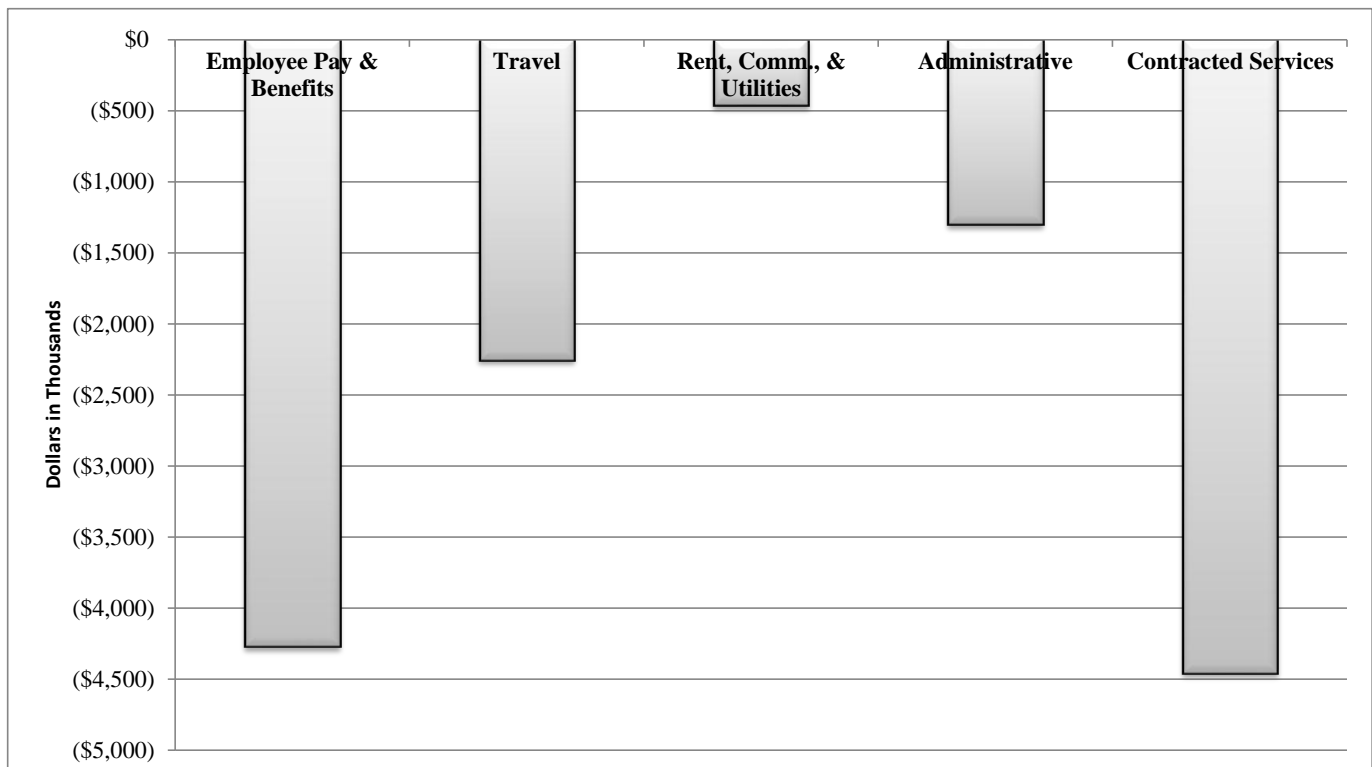 $0
($500)
($1,000)
($1,500)
($2,000)
($2,500)
($3,000)
($3,500)
($4,000)
($4,500)
($5,000)
Dollars in Thousands
Employee Pay &
Benefits
Travel
Rent, Comm., &
Utilities
Administrative
Contracted Services